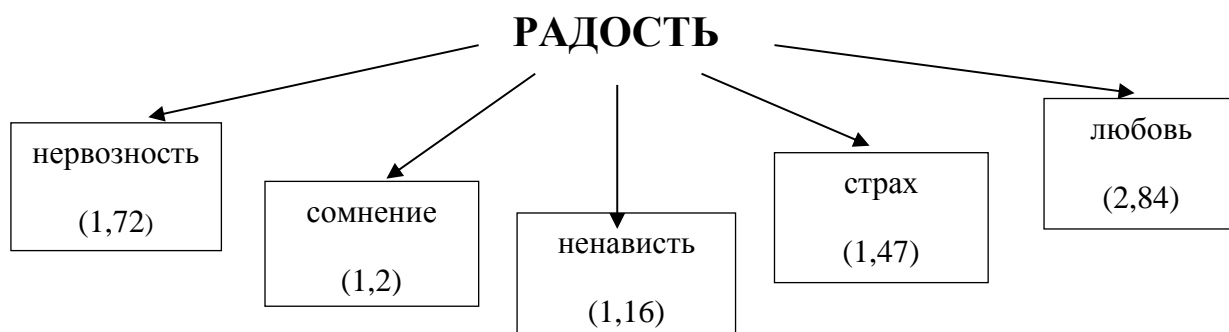 РАДОСТЬ
нервозность
(1,72)
сомнение
(1,2)
ненависть
(1,16)
страх
(1,47)
любовь
(2,84)